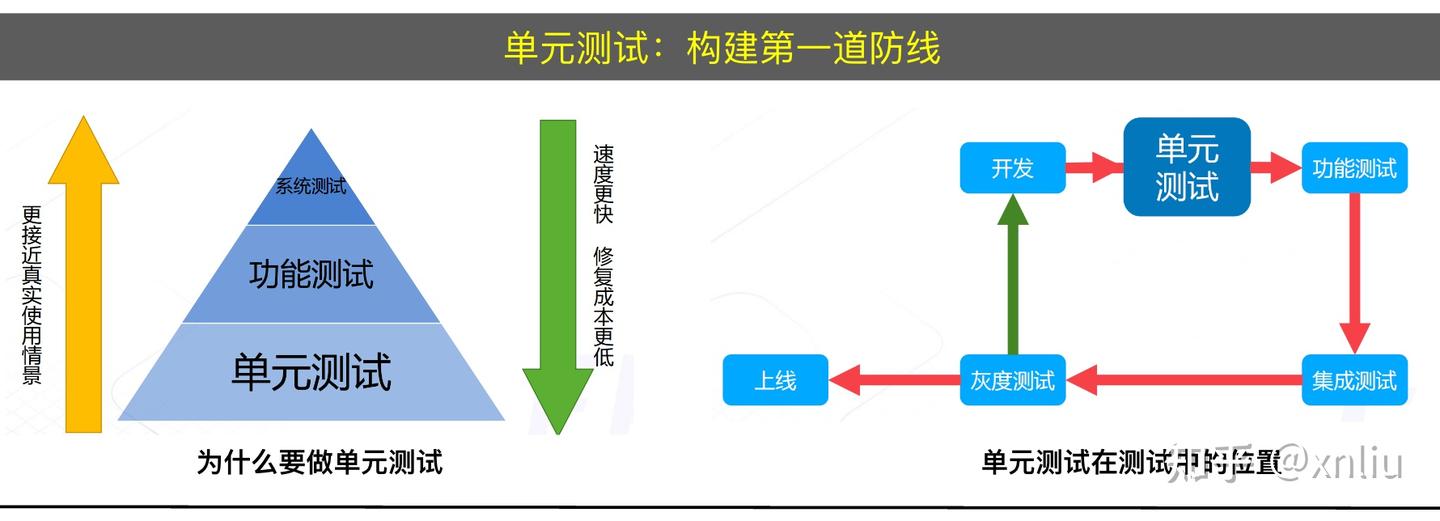 单元测试：构建第一道防线
更接近真实使用情景
系统测试
功能测试
单元测试
速度更快 修复成本更低
为什么要做单元测试
开发
单元
测试
功能测试
上线
灰度测试
集成测试
单元测试在测试中的位置
知乎 @xnliu